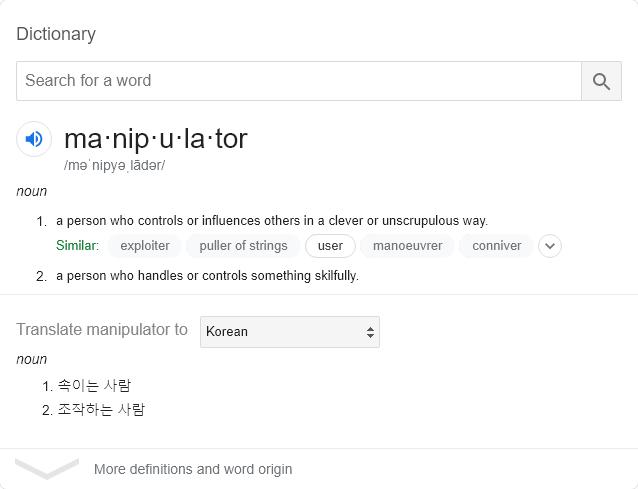 Dictionary
Search for a word
ma·nip·u·la·tor
/məˈnipyəˌlādər/
noun
1. a person who controls or influences others in a clever or unscrupulous way.
Similar: exploiter puller of strings user manoeuvrer conniver
2. a person who handles or controls something skilfully.
Translate manipulator to Korean
noun
1. 속이는 사람
2. 조작하는 사람
More definitions and word origin